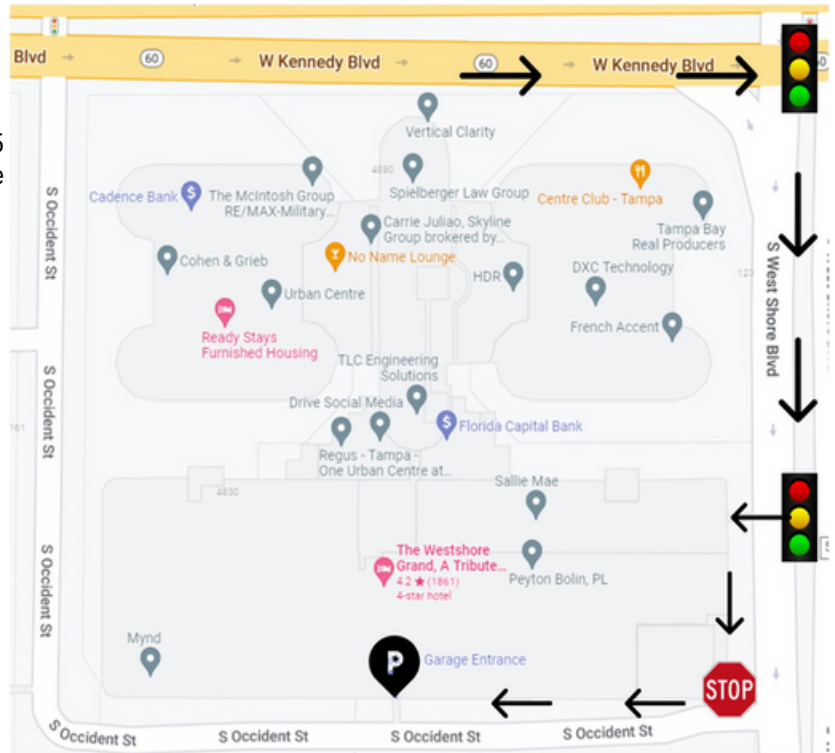 Blvd
60
W Kennedy Blvd
60
W Kennedy Blvd
Vertical Clarity
4880
Cadence Bank
The McIntosh Group
RE/MAX-Military...
Spielberger Law Group
Centre Club - Tampa
Carrie Juliao, Skyline
Group brokered by...
Tampa Bay
Real Producers
S Occident St
Cohen & Grieb
No Name Lounge
HDR
DXC Technology
Urban Centre
S West Shore Blvd
French Accent
Ready Stays
Furnished Housing
TLC Engineering
Solutions
S Occident St
Drive Social Media
Florida Capital Bank
Regus - Tampa -
One Urban Centre at...
4830
Sallie Mae
S Occident St
The Westshore
Grand, A Tribute...
4.2 ★ (1861)
4-star hotel
Peyton Bolin, PL
Mynd
P
Garage Entrance
STOP
S Occident St
S Occident St
S Occident St
S Occident St